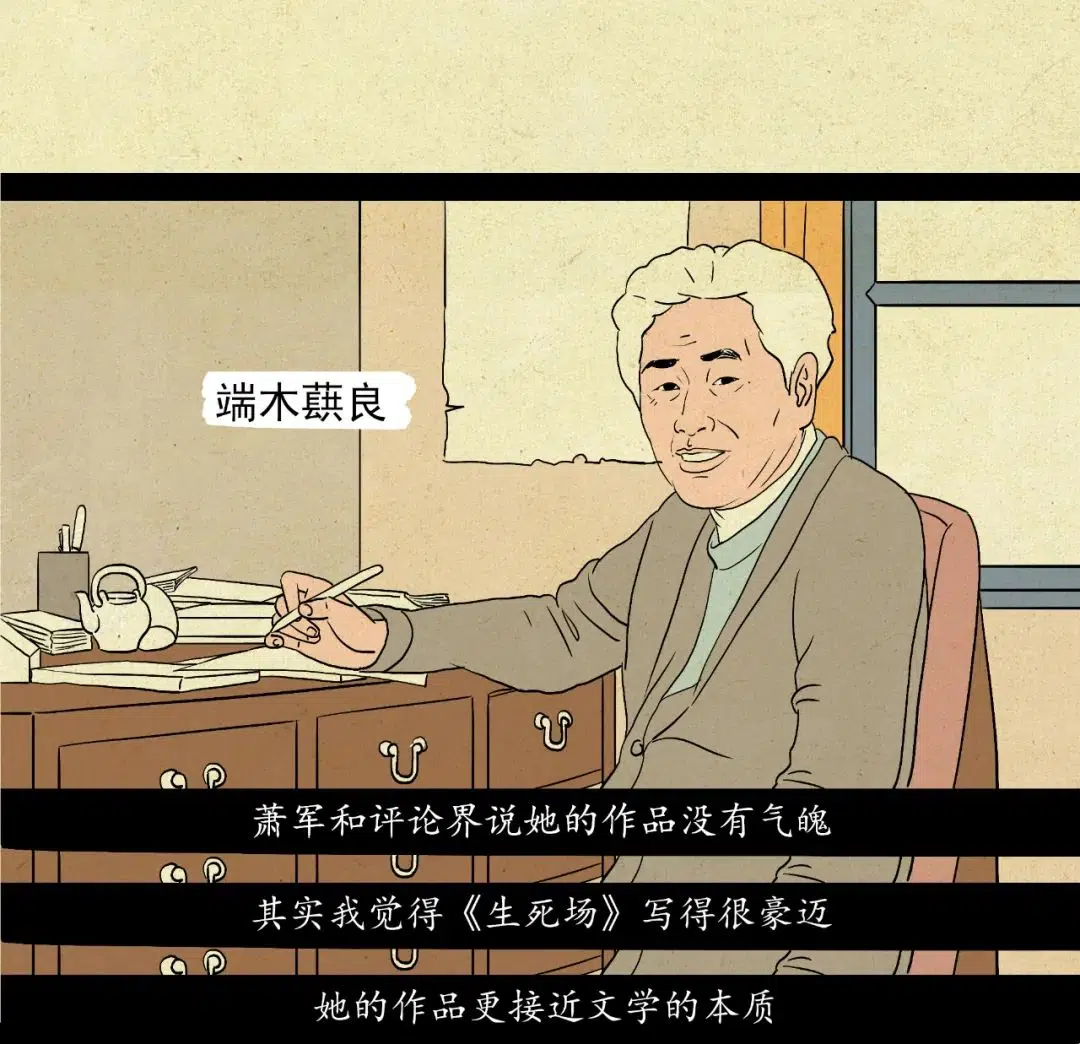 端木蕻良
萧军和评论界说她的作品没有气魄
其实我觉得《生死场》写得很豪迈
她的作品更接近文学的本质